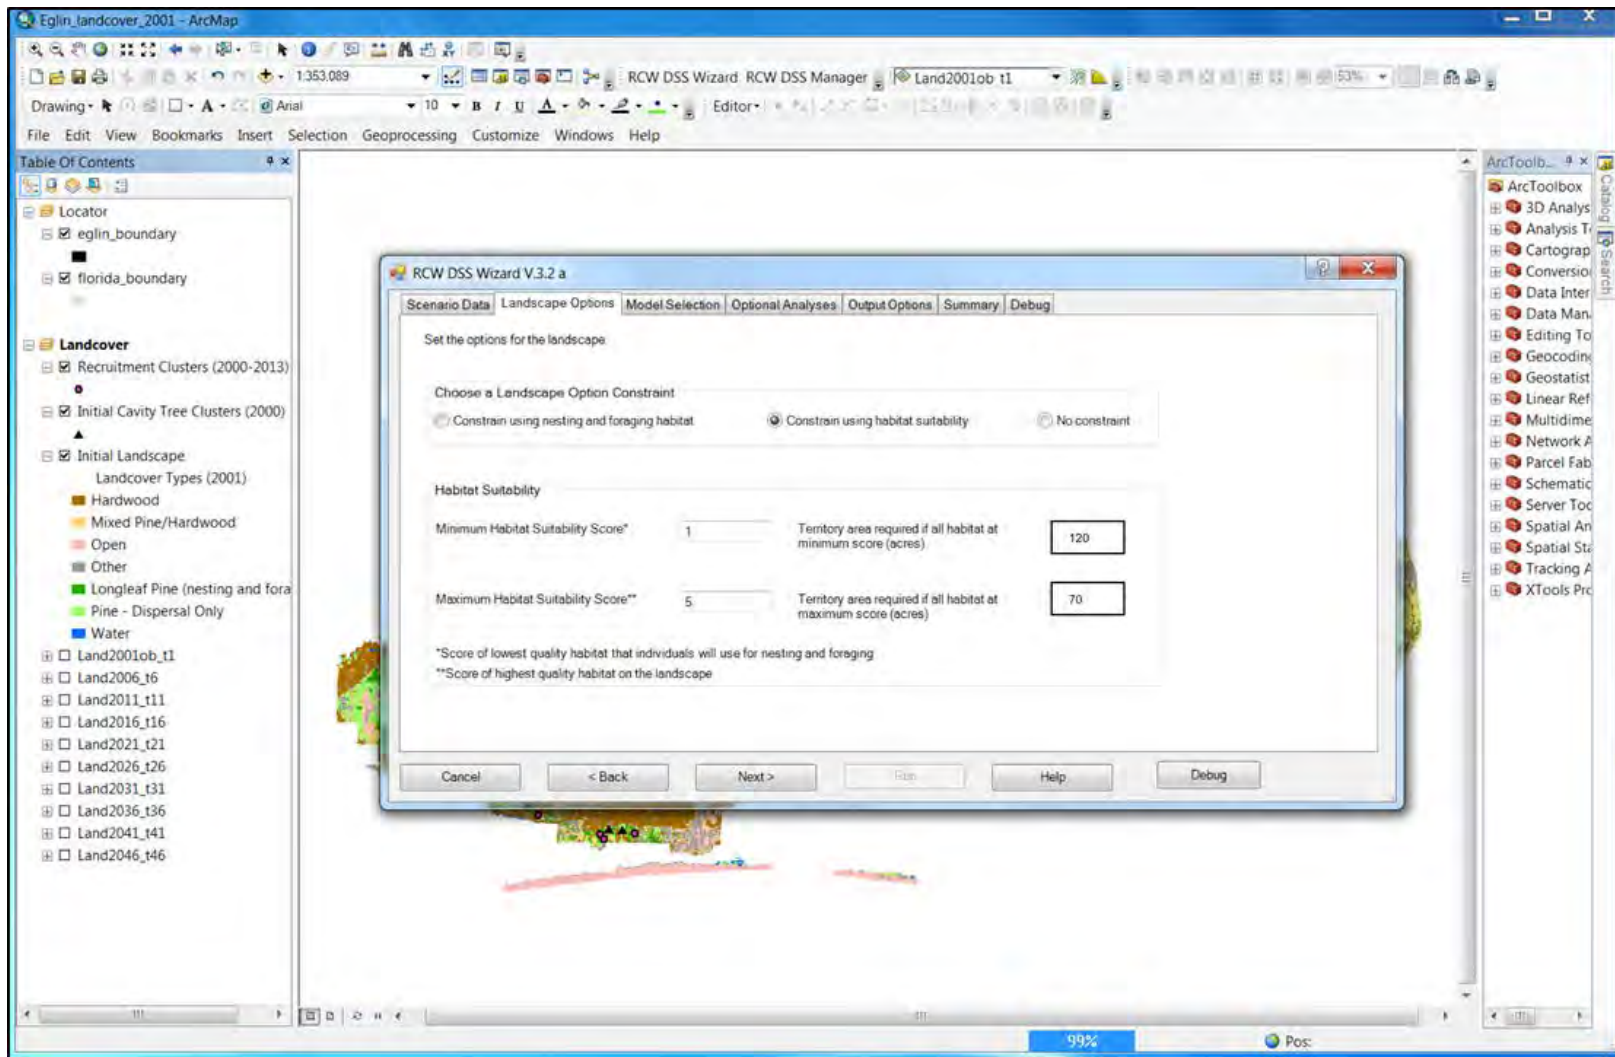 Eglin_landcover_2001 - ArcMap
1:353,089
RCW DSS Wizard RCW DSS Manager
Land2001ob t1
53%
Drawing
Arial
10
B I U A
Editor
File Edit View Bookmarks Insert Selection Geoprocessing Customize Windows Help
Table Of Contents
Locator
eglin_boundary
florida_boundary
Landcover
Recruitment Clusters (2000-2013)
Initial Cavity Tree Clusters (2000)
Initial Landscape
Landcover Types (2001)
Hardwood
Mixed Pine/Hardwood
Open
Other
Longleaf Pine (nesting and fora
Pine - Dispersal Only
Water
Land2001ob_t1
Land2006_t6
Land2011_t11
Land2016_t16
Land2021_t21
Land2026_t26
Land2031_t31
Land2036_t36
Land2041_t41
Land2046_t46
RCW DSS Wizard V.3.2 a
Scenario Data Landscape Options Model Selection Optional Analyses Output Options Summary Debug
Set the options for the landscape
Choose a Landscape Option Constraint
Constrain using nesting and foraging habitat Constrain using habitat suitability No constraint
Habitat Suitability
Minimum Habitat Suitability Score* 1 Territory area required if all habitat at
minimum score (acres) 120
Maximum Habitat Suitability Score** 5 Territory area required if all habitat at
maximum score (acres) 70
*Score of lowest quality habitat that individuals will use for nesting and foraging
**Score of highest quality habitat on the landscape
Cancel < Back Next > Run Help Debug
ArcToolb...
ArcToolbox
3D Analys
Analysis T
Cartograp
Conversio
Data Inter
Data Man
Editing To
Geocoding
Geostatist
Linear Ref
Multidime
Network A
Parcel Fab
Schematic
Server Too
Spatial An
Spatial Sta
Tracking A
XTools Pro
Catalog
Search
99%
Pos: